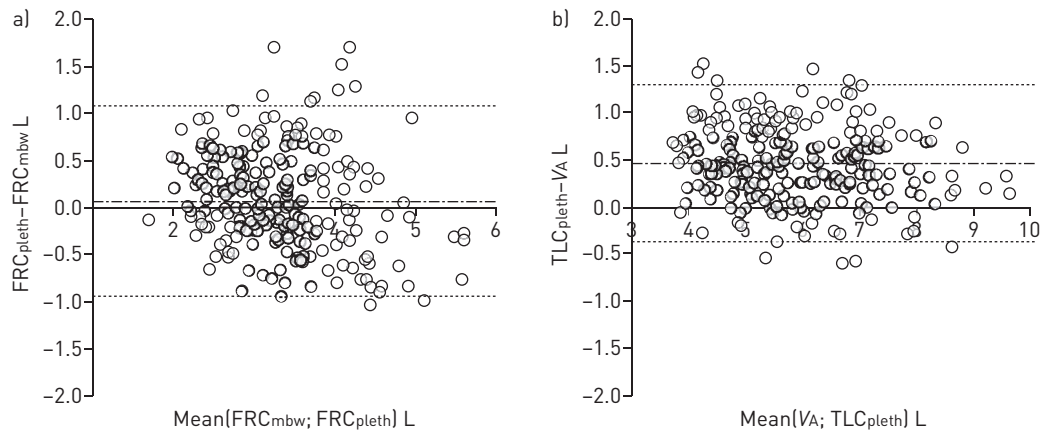 a)
2.0
1.5
1.0
0.5
0.0
−0.5
−1.0
−1.5
−2.0
FRCpleth−FRCmbw L
2 3 4 5 6
Mean(FRCmbw; FRCpleth) L
b)
2.0
1.5
1.0
0.5
0.0
−0.5
−1.0
−1.5
−2.0
TLCpleth−VA L
3 4 5 6 7 8 9 10
Mean(VA; TLCpleth) L